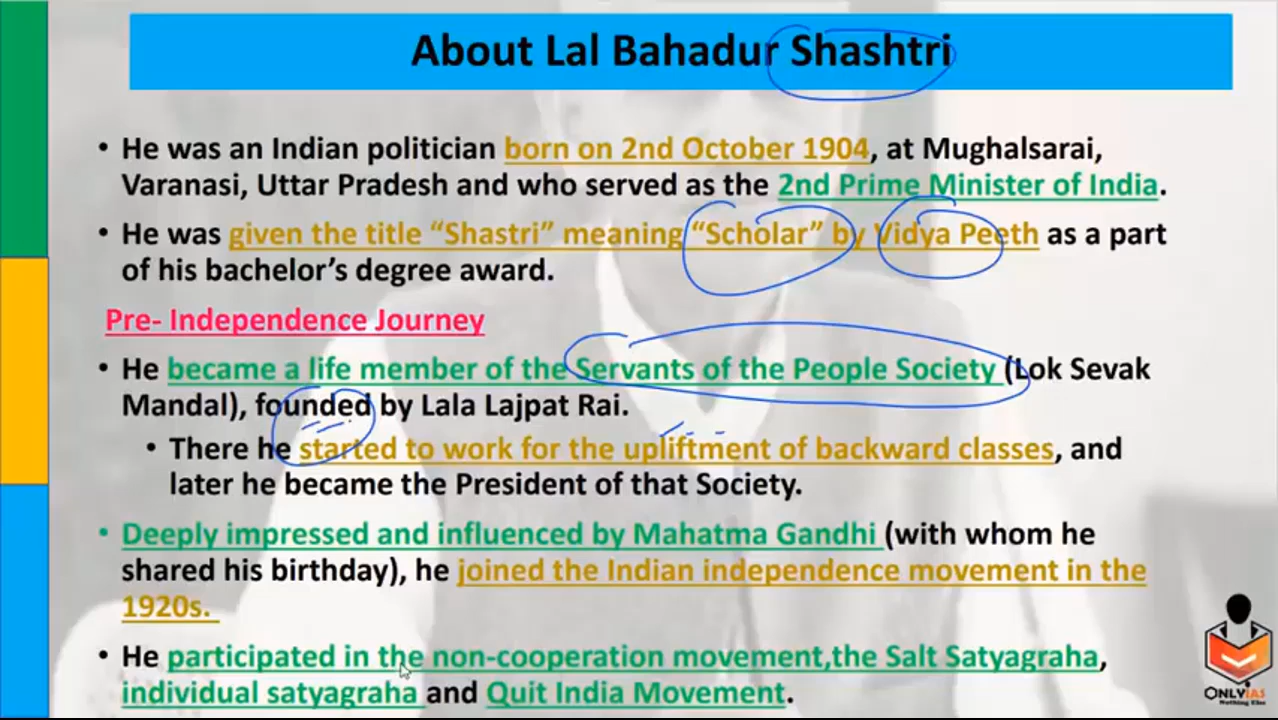 About Lal Bahadur Shashtri
• He was an Indian politician born on 2nd October 1904, at Mughalsarai,
Varanasi, Uttar Pradesh and who served as the 2nd Prime Minister of India.
• He was given the title “Shastri” meaning “Scholar” by Vidya Peeth as a part
of his bachelor’s degree award.
Pre- Independence Journey
• He became a life member of the Servants of the People Society (Lok Sevak
Mandal), founded by Lala Lajpat Rai.
• There he started to work for the upliftment of backward classes, and
later he became the President of that Society.
• Deeply impressed and influenced by Mahatma Gandhi (with whom he
shared his birthday), he joined the Indian independence movement in the
1920s.
• He participated in the non-cooperation movement,the Salt Satyagraha,
individual satyagraha and Quit India Movement.
ONLYIAS
Nothing Else